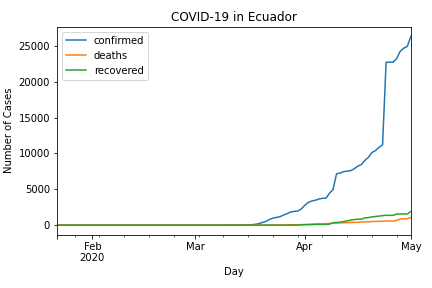 COVID-19 in Ecuador
confirmed
deaths
recovered
25000
20000
15000
10000
5000
0
Number of Cases
Feb
2020
Mar
Apr
May
Day